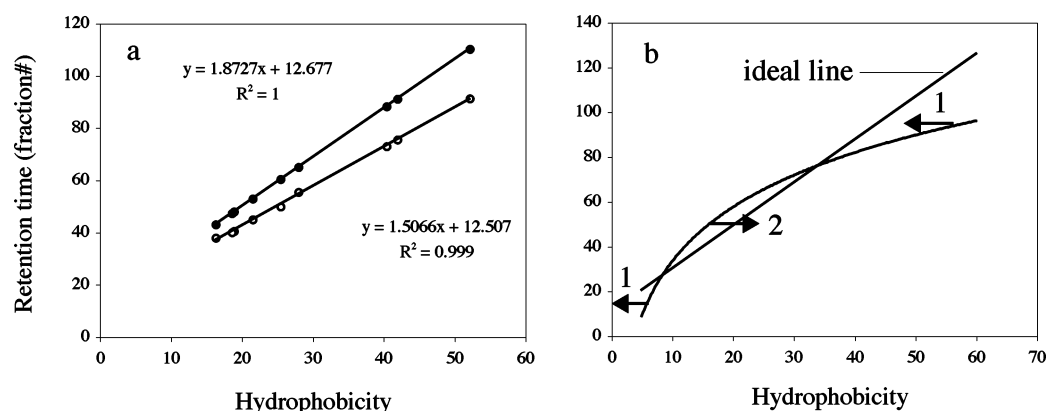 Retention time (fraction#)
120
100
80
60
40
20
0
a
y = 1.8727x + 12.677
R² = 1
y = 1.5066x + 12.507
R² = 0.999
0 10 20 30 40 50 60
Hydrophobicity
140
120
100
80
60
40
20
0
b
ideal line
1
2
1
0 10 20 30 40 50 60 70
Hydrophobicity